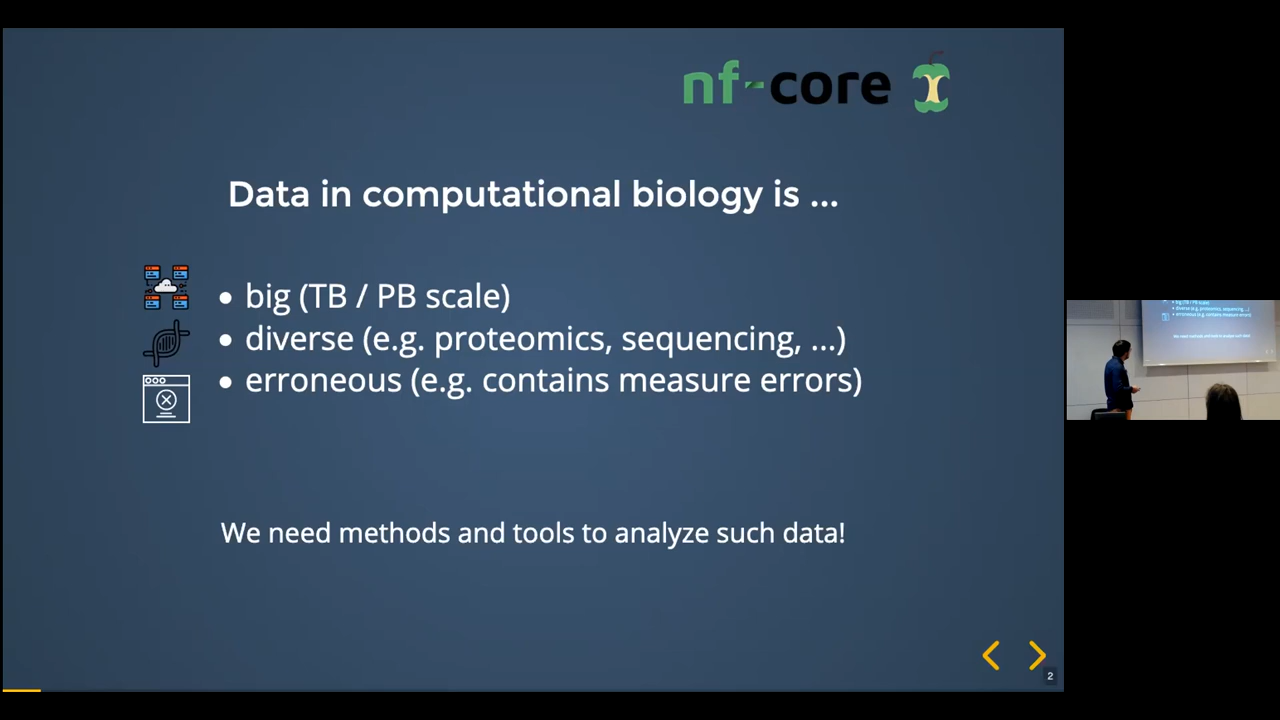 nf-core
Data in computational biology is ...
• big (TB / PB scale)
• diverse (e.g. proteomics, sequencing, ...)
• erroneous (e.g. contains measure errors)
We need methods and tools to analyze such data!
2